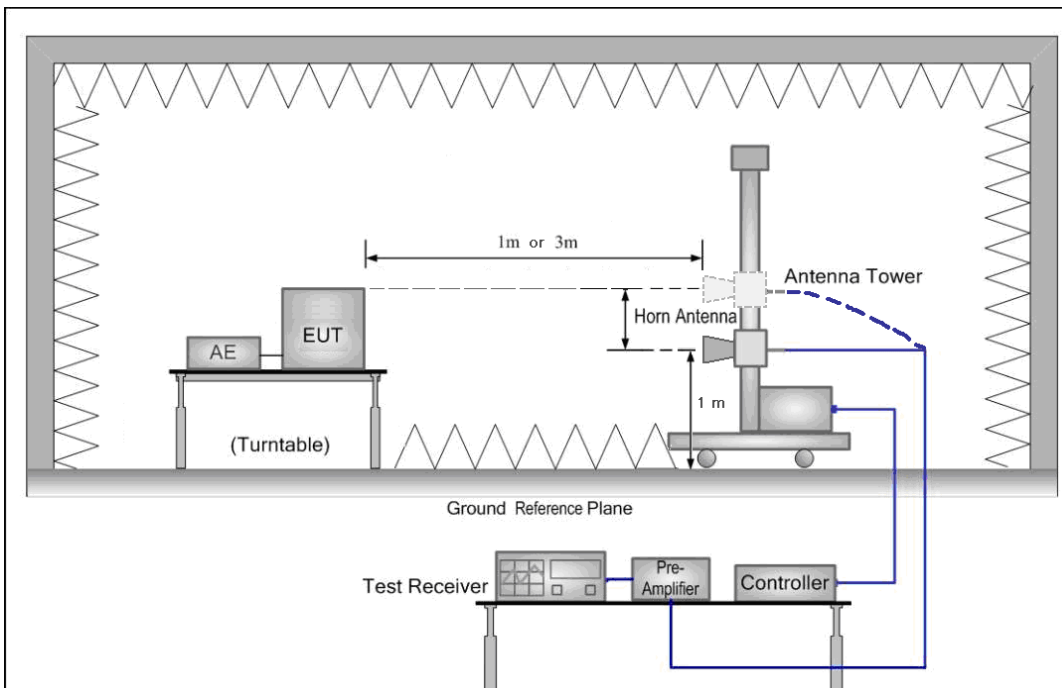 1m or 3m
Antenna Tower
Horn Antenna
EUT
AE
1 m
(Turntable)
Ground Reference Plane
Test Receiver
Pre-
Amplifier
Controller